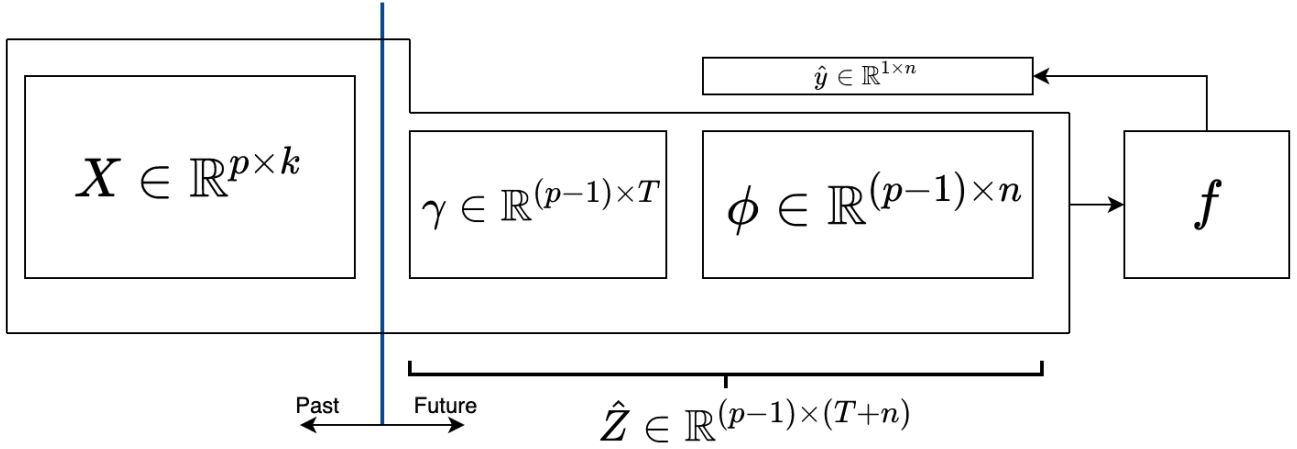 ŷ ∈ ℝ^{1×n}
X ∈ ℝ^{p×k}
γ ∈ ℝ^{(p−1)×T}
ϕ ∈ ℝ^{(p−1)×n}
f
Past
Future
Ẑ ∈ ℝ^{(p−1)×(T+n)}